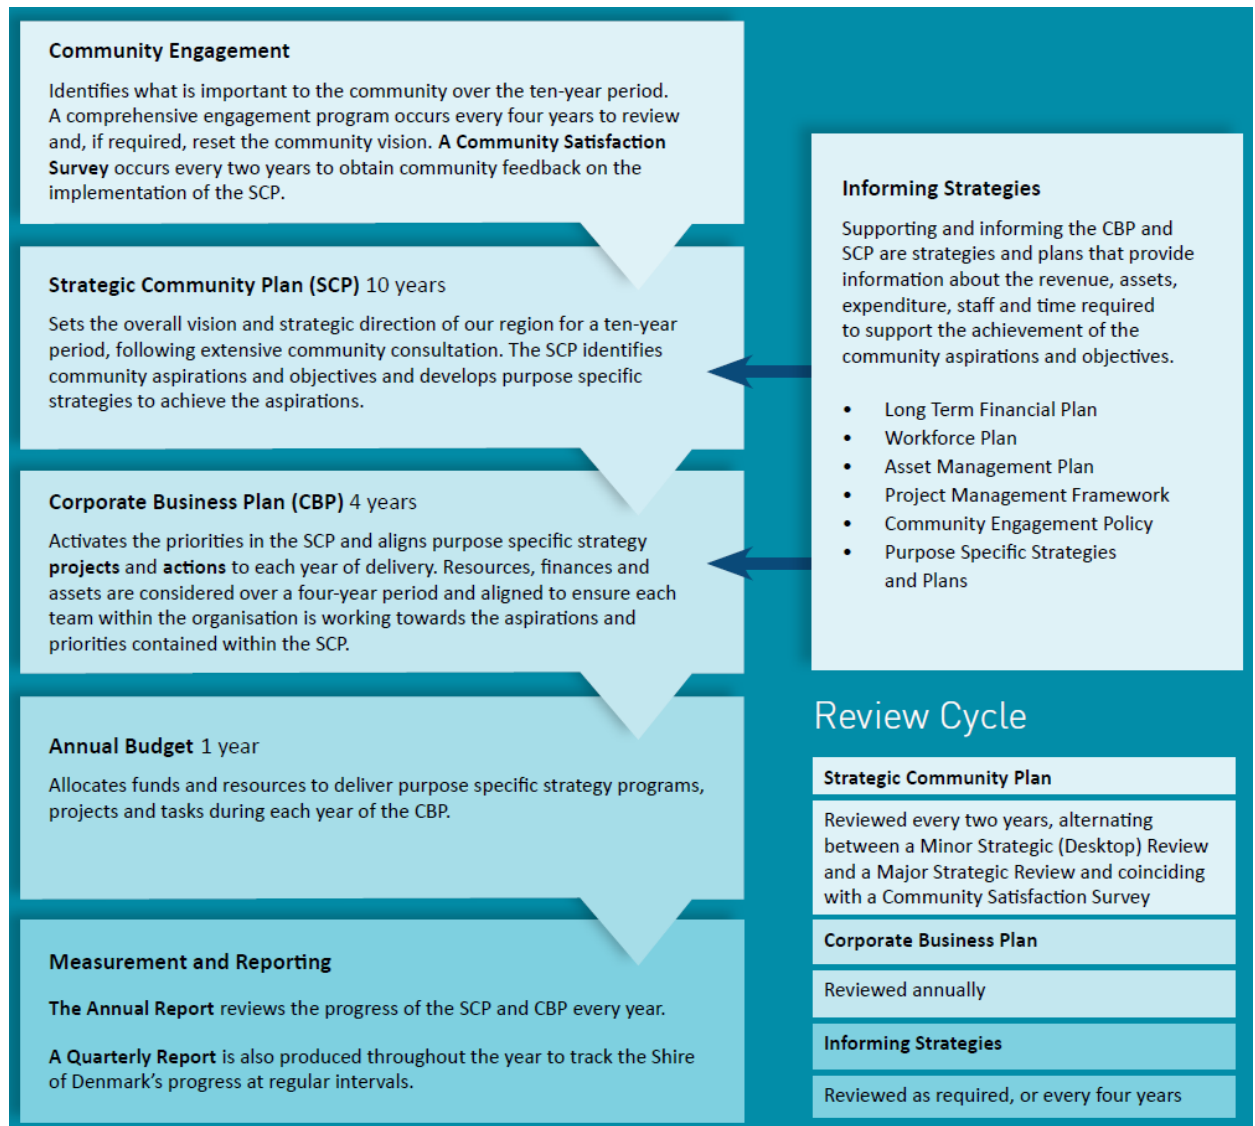 Community Engagement
Identifies what is important to the community over the ten-year period.
A comprehensive engagement program occurs every four years to review
and, if required, reset the community vision. A Community Satisfaction
Survey occurs every two years to obtain community feedback on the
implementation of the SCP.
Strategic Community Plan (SCP) 10 years
Sets the overall vision and strategic direction of our region for a ten-year
period, following extensive community consultation. The SCP identifies
community aspirations and objectives and develops purpose specific
strategies to achieve the aspirations.
Corporate Business Plan (CBP) 4 years
Activates the priorities in the SCP and aligns purpose specific strategy
projects and actions to each year of delivery. Resources, finances and
assets are considered over a four-year period and aligned to ensure each
team within the organisation is working towards the aspirations and
priorities contained within the SCP.
Annual Budget 1 year
Allocates funds and resources to deliver purpose specific strategy programs,
projects and tasks during each year of the CBP.
Measurement and Reporting
The Annual Report reviews the progress of the SCP and CBP every year.
A Quarterly Report is also produced throughout the year to track the Shire
of Denmark's progress at regular intervals.
Informing Strategies
Supporting and informing the CBP and
SCP are strategies and plans that provide
information about the revenue, assets,
expenditure, staff and time required
to support the achievement of the
community aspirations and objectives.
• Long Term Financial Plan
• Workforce Plan
• Asset Management Plan
• Project Management Framework
• Community Engagement Policy
• Purpose Specific Strategies
and Plans
Review Cycle
Strategic Community Plan
Reviewed every two years, alternating
between a Minor Strategic (Desktop) Review
and a Major Strategic Review and coinciding
with a Community Satisfaction Survey
Corporate Business Plan
Reviewed annually
Informing Strategies
Reviewed as required, or every four years